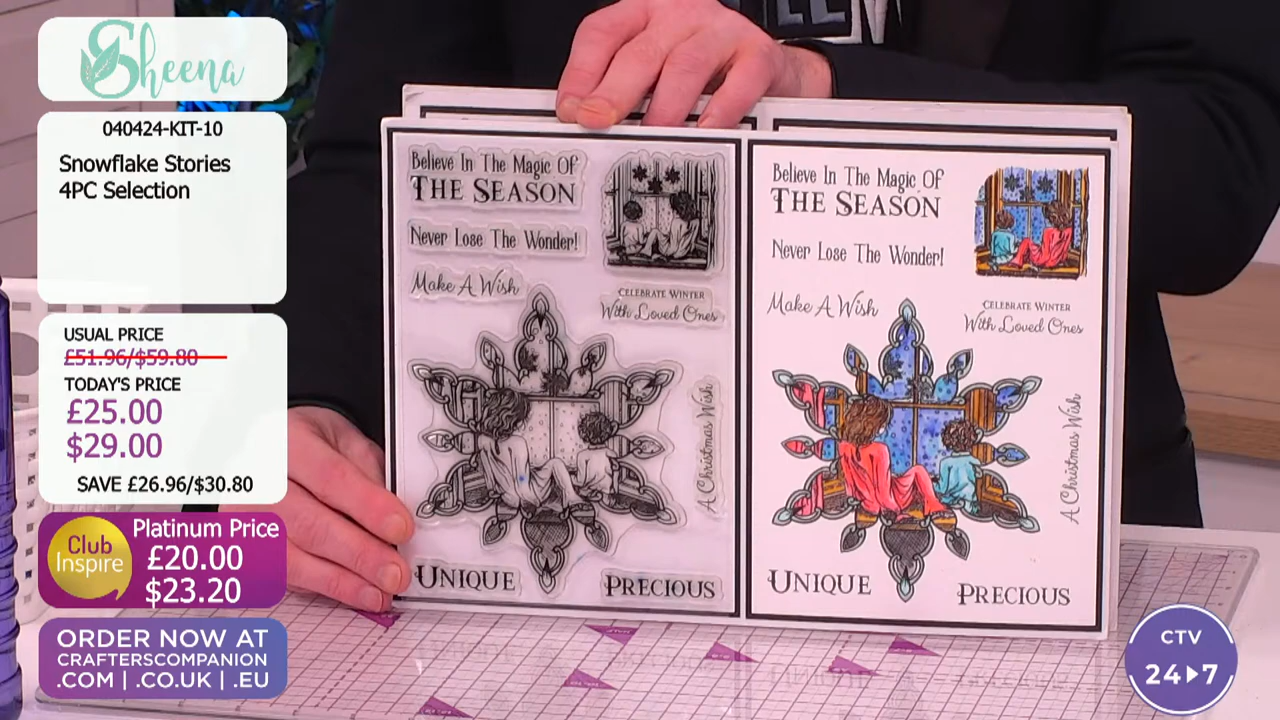 Sheena
040424-KIT-10
Snowflake Stories
4PC Selection
USUAL PRICE
£51.96/$59.80
TODAY'S PRICE
£25.00
$29.00
SAVE £26.96/$30.80
Club
Inspire
Platinum Price
£20.00
$23.20
ORDER NOW AT
CRAFTERSCOMPANION
.COM | .CO.UK | .EU
Believe In The Magic Of
The Season
Never Lose The Wonder!
Make A Wish
Celebrate Winter
With Loved Ones
A Christmas Wish
Unique
Precious
Believe In The Magic Of
The Season
Never Lose The Wonder!
Make A Wish
Celebrate Winter
With Loved Ones
A Christmas Wish
Unique
Precious
CTV
24▶7